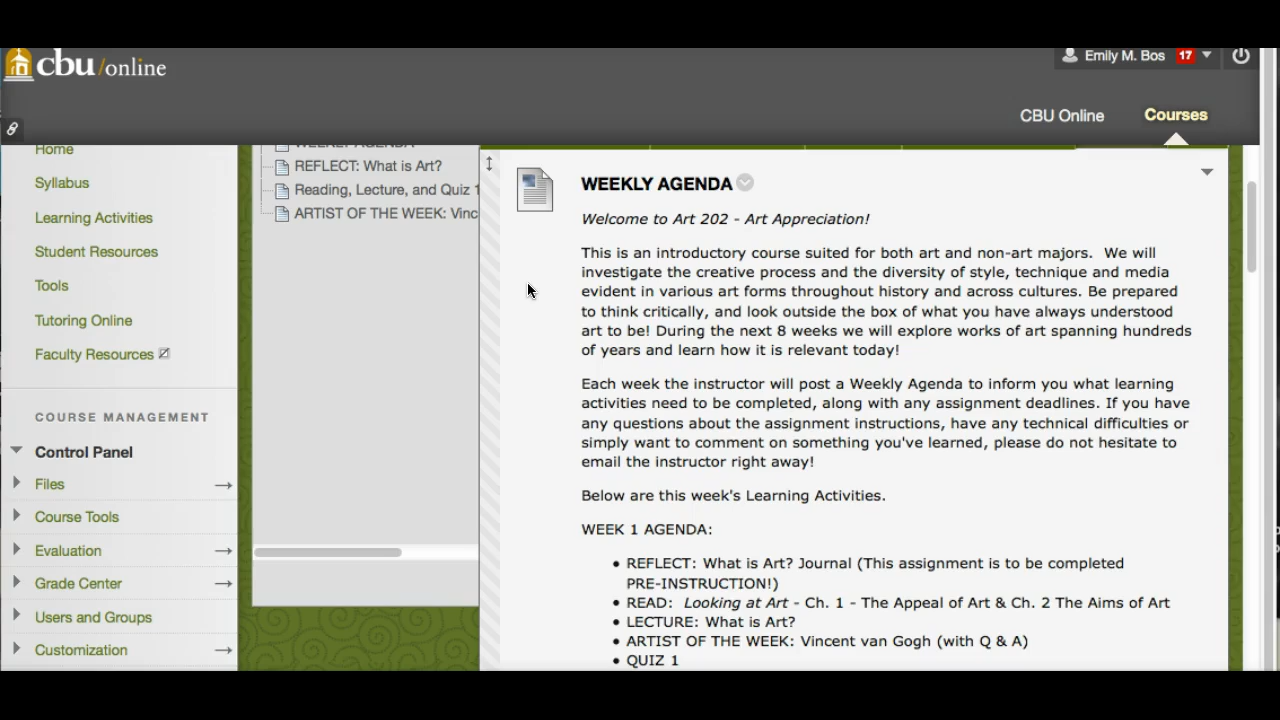 cbu/online
Emily M. Bos 17
CBU Online
Courses
Home
Syllabus
Learning Activities
Student Resources
Tools
Tutoring Online
Faculty Resources
COURSE MANAGEMENT
Control Panel
Files
Course Tools
Evaluation
Grade Center
Users and Groups
Customization
WEEKLY AGENDA
REFLECT: What is Art?
Reading, Lecture, and Quiz 1
ARTIST OF THE WEEK: Vinc
WEEKLY AGENDA
Welcome to Art 202 - Art Appreciation!
This is an introductory course suited for both art and non-art majors. We will
investigate the creative process and the diversity of style, technique and media
evident in various art forms throughout history and across cultures. Be prepared
to think critically, and look outside the box of what you have always understood
art to be! During the next 8 weeks we will explore works of art spanning hundreds
of years and learn how it is relevant today!
Each week the instructor will post a Weekly Agenda to inform you what learning
activities need to be completed, along with any assignment deadlines. If you have
any questions about the assignment instructions, have any technical difficulties or
simply want to comment on something you've learned, please do not hesitate to
email the instructor right away!
Below are this week's Learning Activities.
WEEK 1 AGENDA:
• REFLECT: What is Art? Journal (This assignment is to be completed
PRE-INSTRUCTION!)
• READ: Looking at Art - Ch. 1 - The Appeal of Art & Ch. 2 The Aims of Art
• LECTURE: What is Art?
• ARTIST OF THE WEEK: Vincent van Gogh (with Q & A)
• QUIZ 1